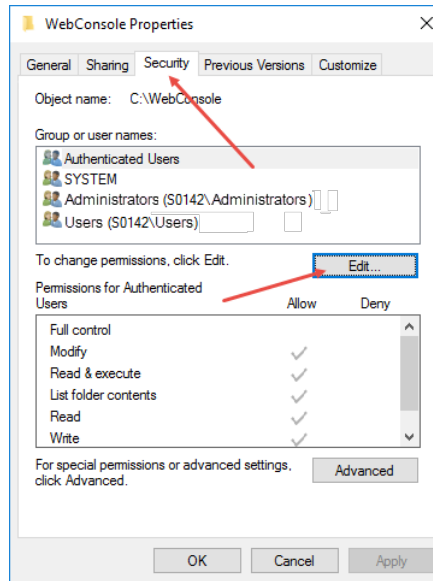 WebConsole Properties
General Sharing Security Previous Versions Customize
Object name: C:\WebConsole
Group or user names:
Authenticated Users
SYSTEM
Administrators (S0142\Administrators)
Users (S0142\Users)
To change permissions, click Edit.
Edit...
Permissions for Authenticated
Users Allow Deny
Full control
Modify
Read & execute
List folder contents
Read
Write
For special permissions or advanced settings,
click Advanced.
Advanced
OK Cancel Apply